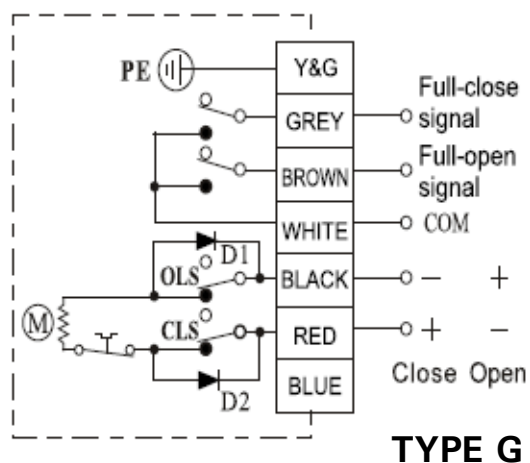 PE
Y&G
GREY
Full-close
signal
BROWN
Full-open
signal
WHITE
COM
D1
OLS
BLACK
− +
M
CLS
RED
+ −
Close Open
D2
BLUE
TYPE G